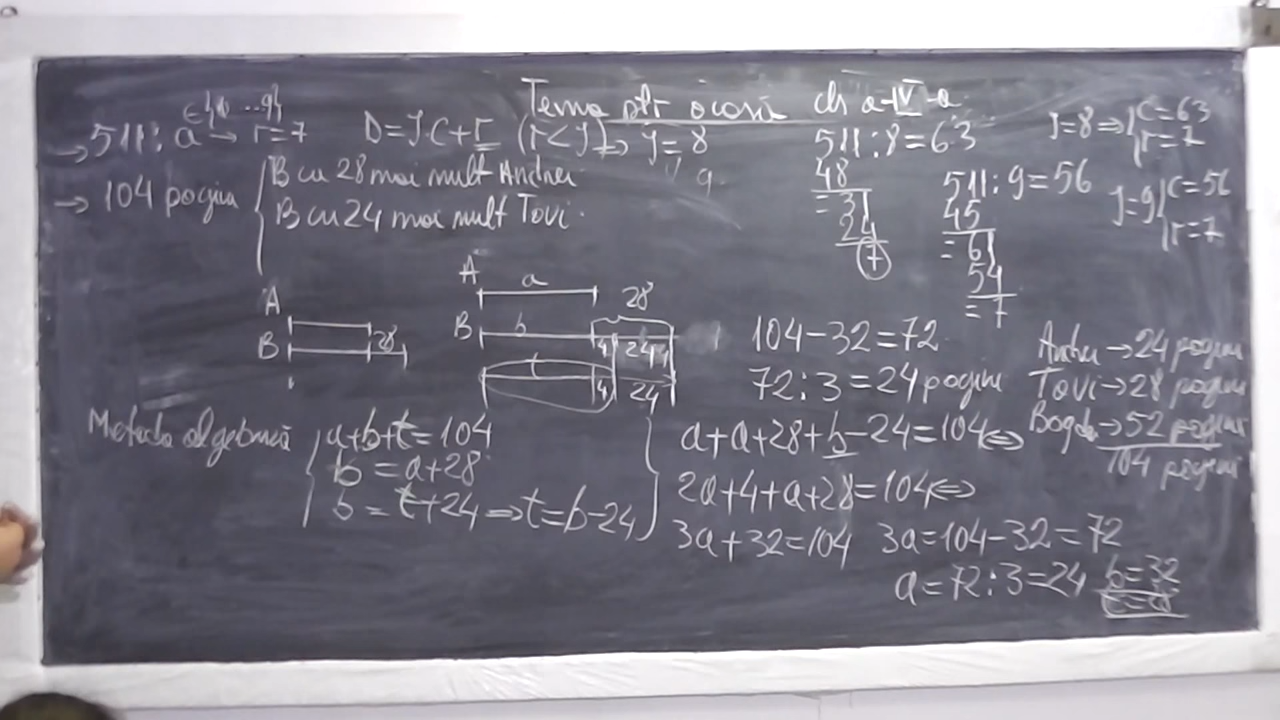 Tema ptr acasă cls a-IV-a
→ 511 : a → r=7
D=Î·C+r (r<Î) ⇒ Î=8
9
→ 104 pagini { B cu 28 mai mult Andrei
B cu 24 mai mult Tovi
511:8=63
48
=31
24
7
511:9=56
45
=61
54
=7
Î=8 ⇒ { C=63
r=7
Î=9 { C=56
r=7
A
B 28
A a 28
B b 4 24
t 4 24
104-32=72
72:3=24 pagini
Andrei → 24 pagini
Tovi → 28 pagini
Bogdan → 52 pagini
104 pagini
Metoda algebrică { a+b+t=104
b=a+28
b=t+24 ⇒ t=b-24
a+a+28+b-24=104 ⇔
2a+4+a+28=104 ⇔
3a+32=104 3a=104-32=72
a=72:3=24 b=32